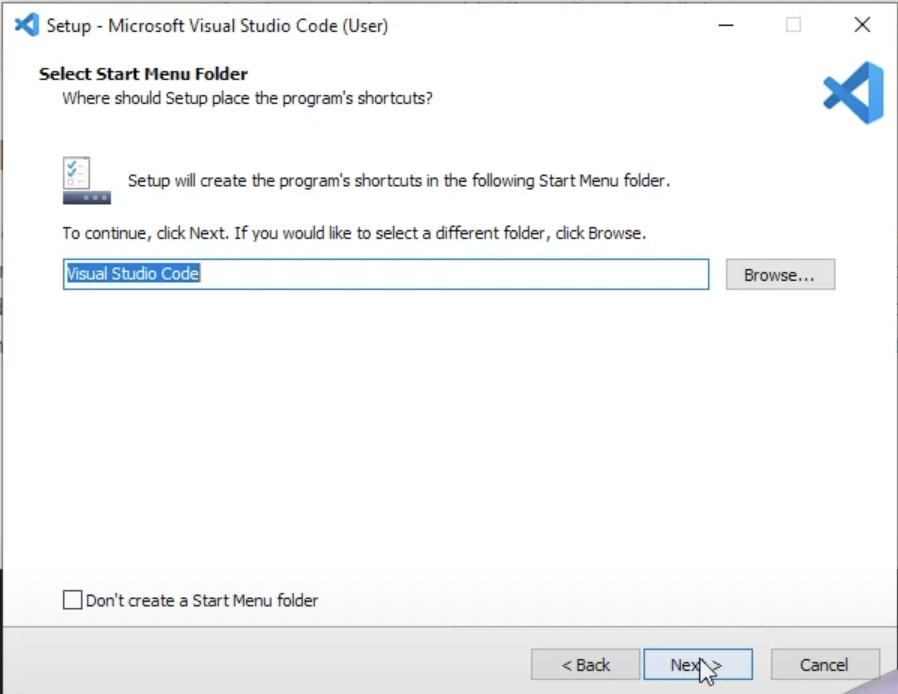 Setup - Microsoft Visual Studio Code (User)
Select Start Menu Folder
Where should Setup place the program's shortcuts?
Setup will create the program's shortcuts in the following Start Menu folder.
To continue, click Next. If you would like to select a different folder, click Browse.
Visual Studio Code
Browse...
Don't create a Start Menu folder
< Back
Next >
Cancel